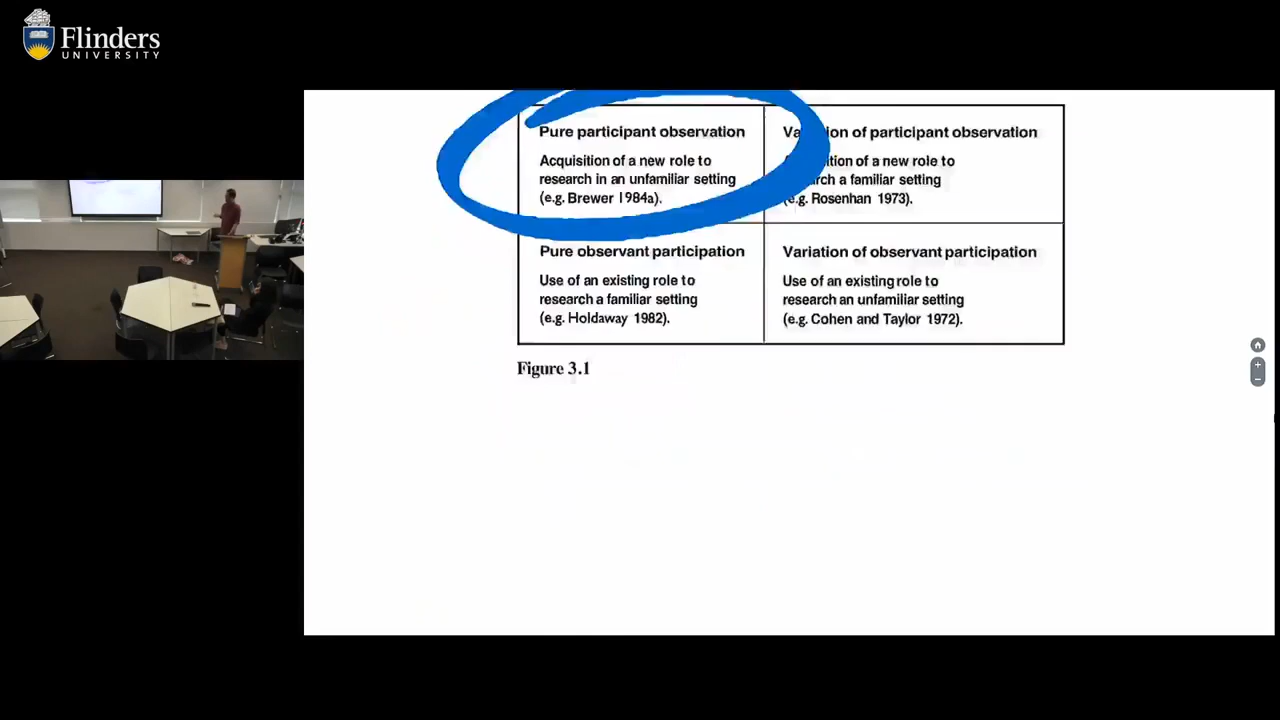 Flinders
UNIVERSITY
Pure participant observation
Acquisition of a new role to
research in an unfamiliar setting
(e.g. Brewer 1984a).
of participant observation
of a new role to
a familiar setting
(e.g. Rosenhan 1973).
Pure observant participation
Use of an existing role to
research a familiar setting
(e.g. Holdaway 1982).
Variation of observant participation
Use of an existing role to
research an unfamiliar setting
(e.g. Cohen and Taylor 1972).
Figure 3.1